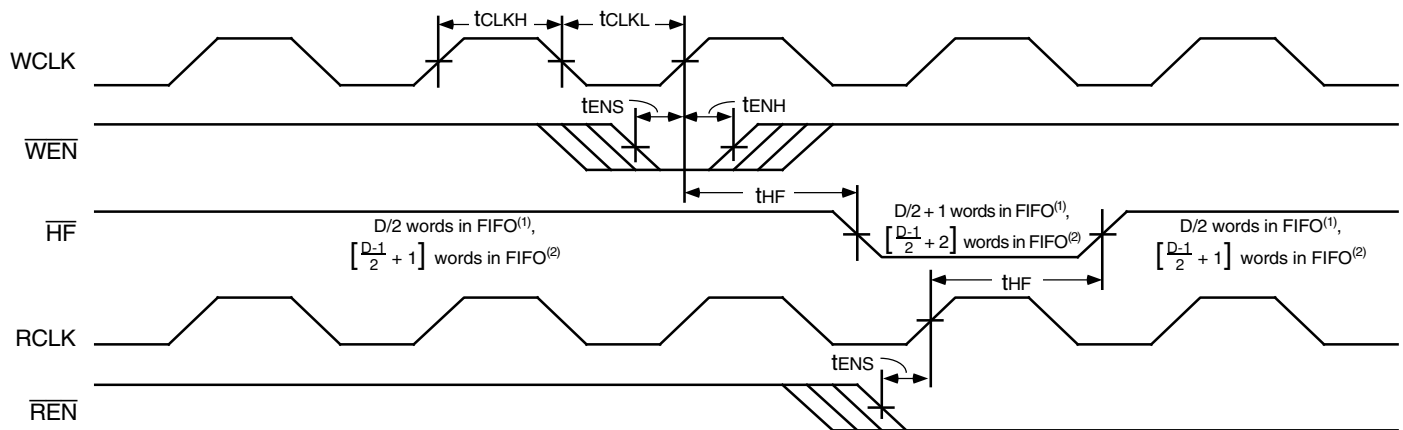 tCLKH tCLKL
WCLK
tENS tENH
WEN
tHF
HF
D/2 words in FIFO(1),
[D-1/2 + 1] words in FIFO(2)
D/2 + 1 words in FIFO(1),
[D-1/2 + 2] words in FIFO(2)
D/2 words in FIFO(1),
[D-1/2 + 1] words in FIFO(2)
tHF
RCLK
tENS
REN